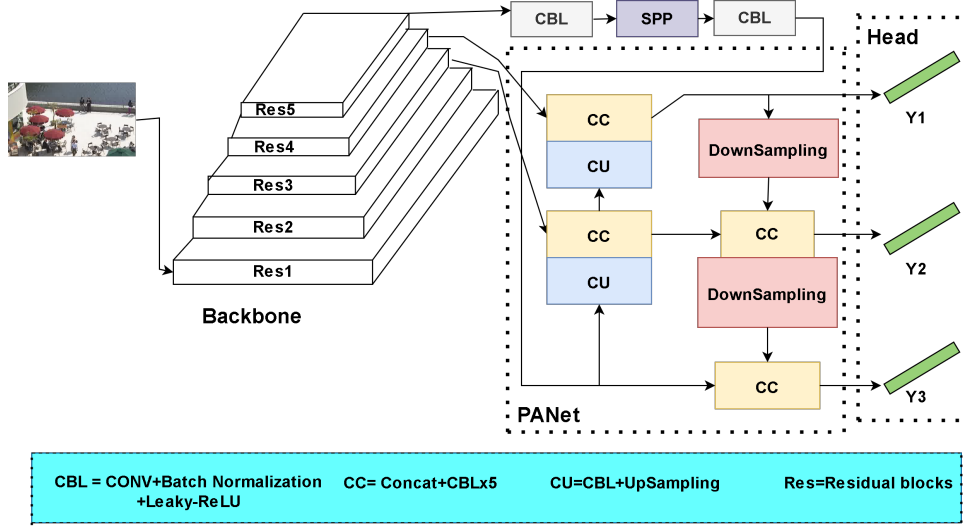 CBL
SPP
CBL
Head
Res5
Res4
Res3
Res2
Res1
Backbone
CC
CU
CC
CU
DownSampling
CC
DownSampling
CC
PANet
Y1
Y2
Y3
CBL = CONV+Batch Normalization
+Leaky-ReLU
CC= Concat+CBLx5
CU=CBL+UpSampling
Res=Residual blocks